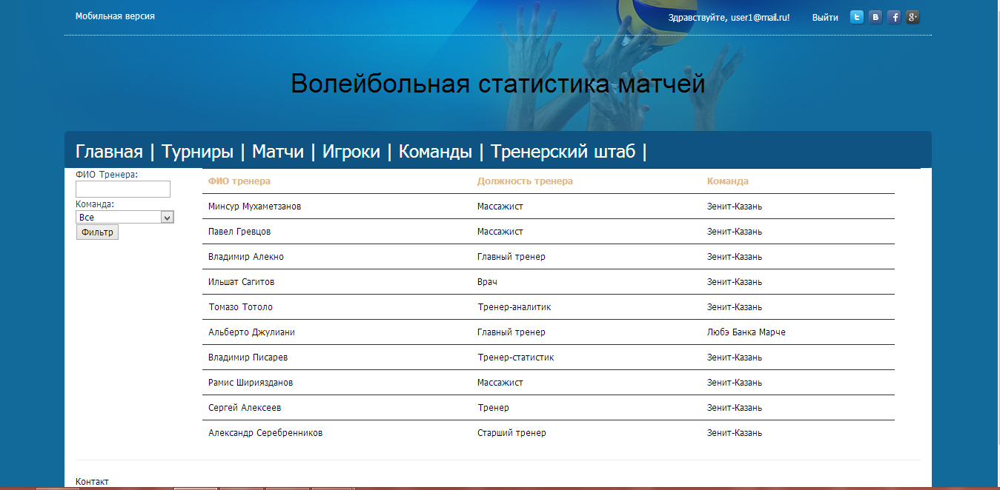 Мобильная версия Здравствуйте, user1@mail.ru! Выйти
Волейбольная статистика матчей
Главная | Турниры | Матчи | Игроки | Команды | Тренерский штаб |
ФИО Тренера:
Команда:
Все
Фильтр
ФИО тренера Должность тренера Команда
Минсур Мухаметзанов Массажист Зенит-Казань
Павел Гревцов Массажист Зенит-Казань
Владимир Алекно Главный тренер Зенит-Казань
Ильшат Сагитов Врач Зенит-Казань
Томазо Тотоло Тренер-аналитик Зенит-Казань
Альберто Джулиани Главный тренер Любэ Банка Марче
Владимир Писарев Тренер-статистик Зенит-Казань
Рамис Шириязданов Массажист Зенит-Казань
Сергей Алексеев Тренер Зенит-Казань
Александр Серебренников Старший тренер Зенит-Казань
Контакт